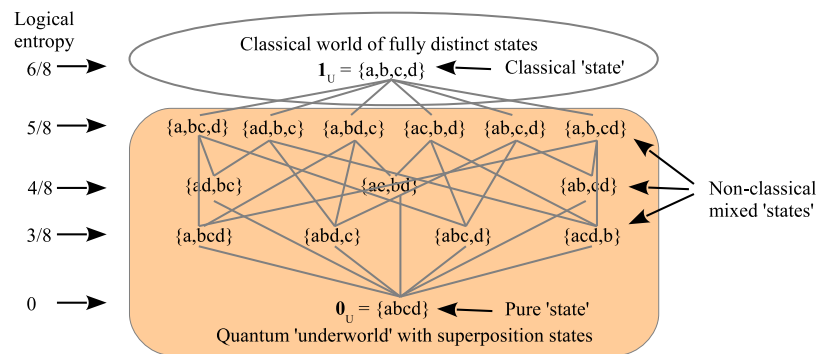 Logical
entropy
Classical world of fully distinct states
6/8 1U = {a,b,c,d} Classical 'state'
5/8 {a,bc,d} {ad,b,c} {a,bd,c} {ac,b,d} {ab,c,d} {a,b,cd}
4/8 {ad,bc} {ae,bd} {ab,cd} Non-classical
mixed 'states'
3/8 {a,bcd} {abd,c} {abc,d} {acd,b}
0 0U = {abcd} Pure 'state'
Quantum 'underworld' with superposition states